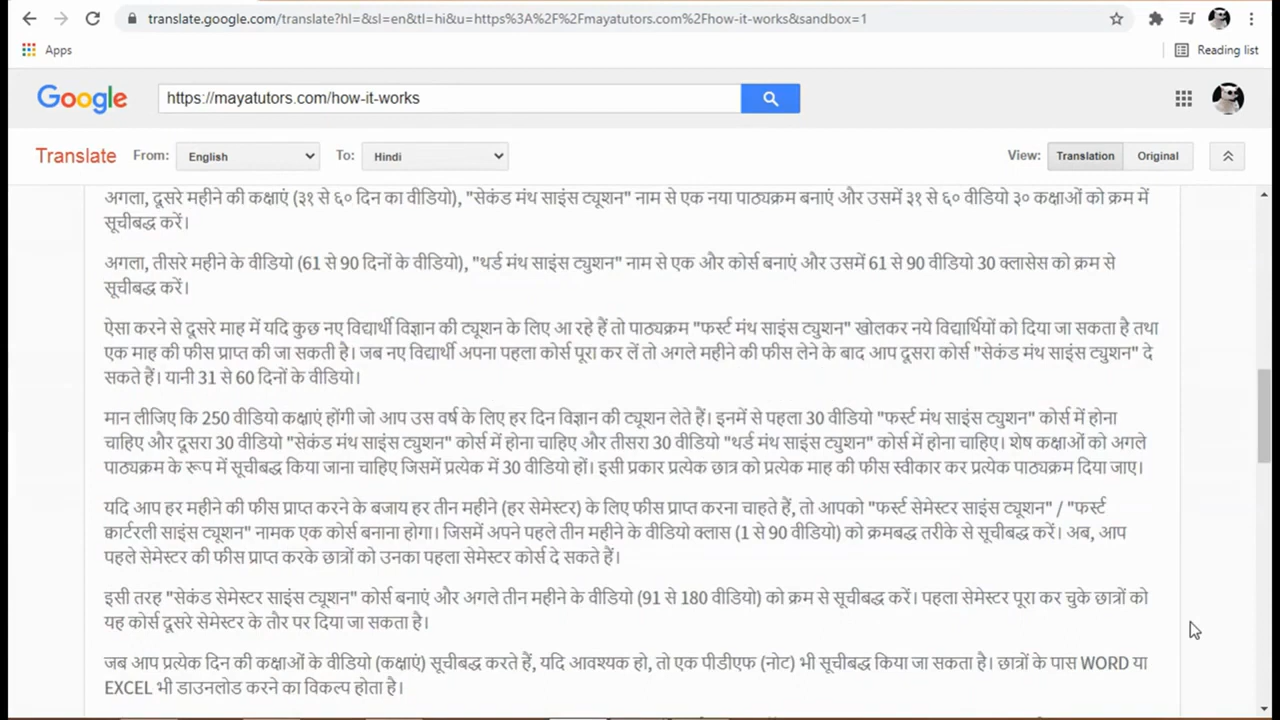 translate.google.com/translate?hl=&sl=en&tl=hi&u=https%3A%2F%2Fmayatutors.com%2Fhow-it-works&sandbox=1
Apps
Reading list
Google
https://mayatutors.com/how-it-works
Translate From: English To: Hindi View: Translation Original
अगला, दूसरे महीने की कक्षाएं (३१ से ६० दिन का वीडियो), "सेकंड मंथ साइंस ट्यूशन" नाम से एक नया पाठ्यक्रम बनाएं और उसमें ३१ से ६० वीडियो ३० कक्षाओं को क्रम में
सूचीबद्ध करें।
अगला, तीसरे महीने के वीडियो (61 से 90 दिनों के वीडियो), "थर्ड मंथ साइंस ट्युशन" नाम से एक और कोर्स बनाएं और उसमें 61 से 90 वीडियो 30 क्लासेस को क्रम से
सूचीबद्ध करें।
ऐसा करने से दूसरे माह में यदि कुछ नए विद्यार्थी विज्ञान की ट्यूशन के लिए आ रहे हैं तो पाठ्यक्रम "फर्स्ट मंथ साइंस ट्युशन" खोलकर नये विद्यार्थियों को दिया जा सकता है तथा
एक माह की फीस प्राप्त की जा सकती है। जब नए विद्यार्थी अपना पहला कोर्स पूरा कर लें तो अगले महीने की फीस लेने के बाद आप दूसरा कोर्स "सेकंड मंथ साइंस ट्युशन" दे
सकते हैं। यानी 31 से 60 दिनों के वीडियो।
मान लीजिए कि 250 वीडियो कक्षाएं होंगी जो आप उस वर्ष के लिए हर दिन विज्ञान की ट्यूशन लेते हैं। इनमें से पहला 30 वीडियो "फर्स्ट मंथ साइंस ट्युशन" कोर्स में होना
चाहिए और दूसरा 30 वीडियो "सेकंड मंथ साइंस ट्युशन" कोर्स में होना चाहिए और तीसरा 30 वीडियो "थर्ड मंथ साइंस ट्युशन" कोर्स में होना चाहिए। शेष कक्षाओं को अगले
पाठ्यक्रम के रूप में सूचीबद्ध किया जाना चाहिए जिसमें प्रत्येक में 30 वीडियो हों। इसी प्रकार प्रत्येक छात्र को प्रत्येक माह की फीस स्वीकार कर प्रत्येक पाठ्यक्रम दिया जाए।
यदि आप हर महीने की फीस प्राप्त करने के बजाय हर तीन महीने (हर सेमेस्टर) के लिए फीस प्राप्त करना चाहते हैं, तो आपको "फर्स्ट सेमेस्टर साइंस ट्यूशन" / "फर्स्ट
क्वार्टरली साइंस ट्यूशन" नामक एक कोर्स बनाना होगा। जिसमें अपने पहले तीन महीने के वीडियो क्लास (1 से 90 वीडियो) को क्रमबद्ध तरीके से सूचीबद्ध करें। अब, आप
पहले सेमेस्टर की फीस प्राप्त करके छात्रों को उनका पहला सेमेस्टर कोर्स दे सकते हैं।
इसी तरह "सेकंड सेमेस्टर साइंस ट्यूशन" कोर्स बनाएं और अगले तीन महीने के वीडियो (91 से 180 वीडियो) को क्रम से सूचीबद्ध करें। पहला सेमेस्टर पूरा कर चुके छात्रों को
यह कोर्स दूसरे सेमेस्टर के तौर पर दिया जा सकता है।
जब आप प्रत्येक दिन की कक्षाओं के वीडियो (कक्षाएं) सूचीबद्ध करते हैं, यदि आवश्यक हो, तो एक पीडीएफ (नोट) भी सूचीबद्ध किया जा सकता है। छात्रों के पास WORD या
EXCEL भी डाउनलोड करने का विकल्प होता है।